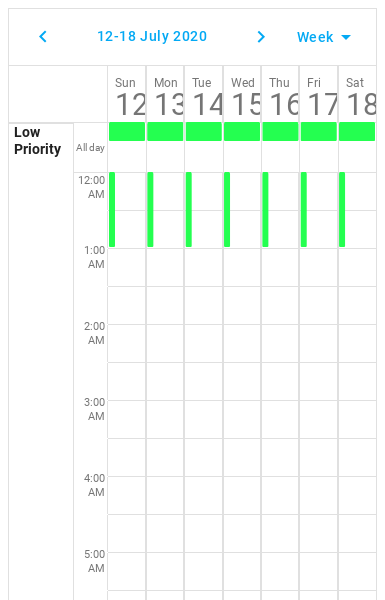 12-18 July 2020 Week
Sun Mon Tue Wed Thu Fri Sat
12 13 14 15 16 17 18
Low
Priority
All day
12:00
AM
1:00
AM
2:00
AM
3:00
AM
4:00
AM
5:00
AM